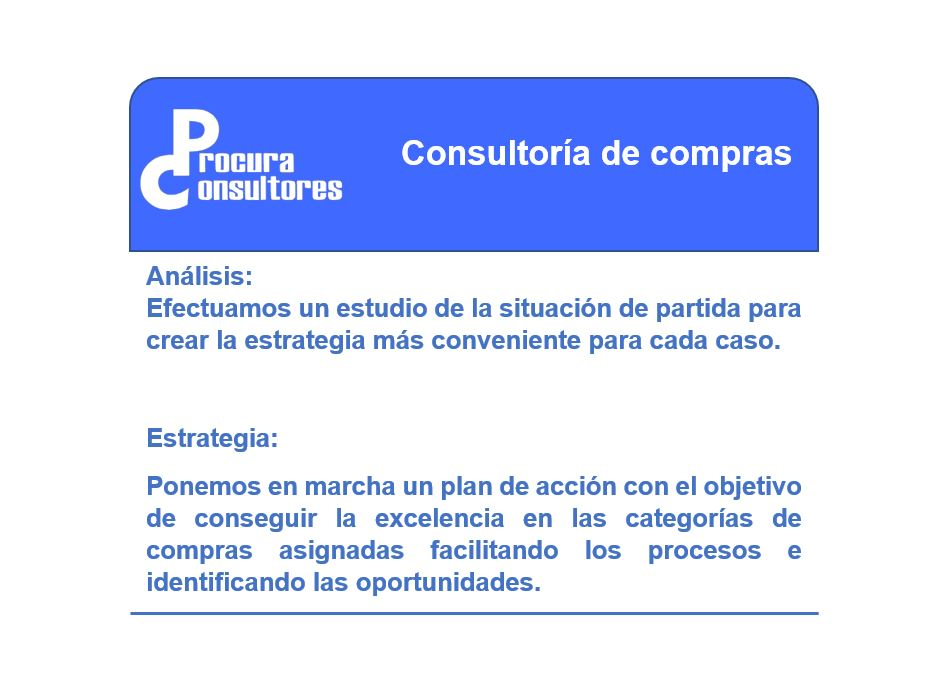 Procura
Consultores
Consultoría de compras
Análisis:
Efectuamos un estudio de la situación de partida para
crear la estrategia más conveniente para cada caso.
Estrategia:
Ponemos en marcha un plan de acción con el objetivo
de conseguir la excelencia en las categorías de
compras asignadas facilitando los procesos e
identificando las oportunidades.